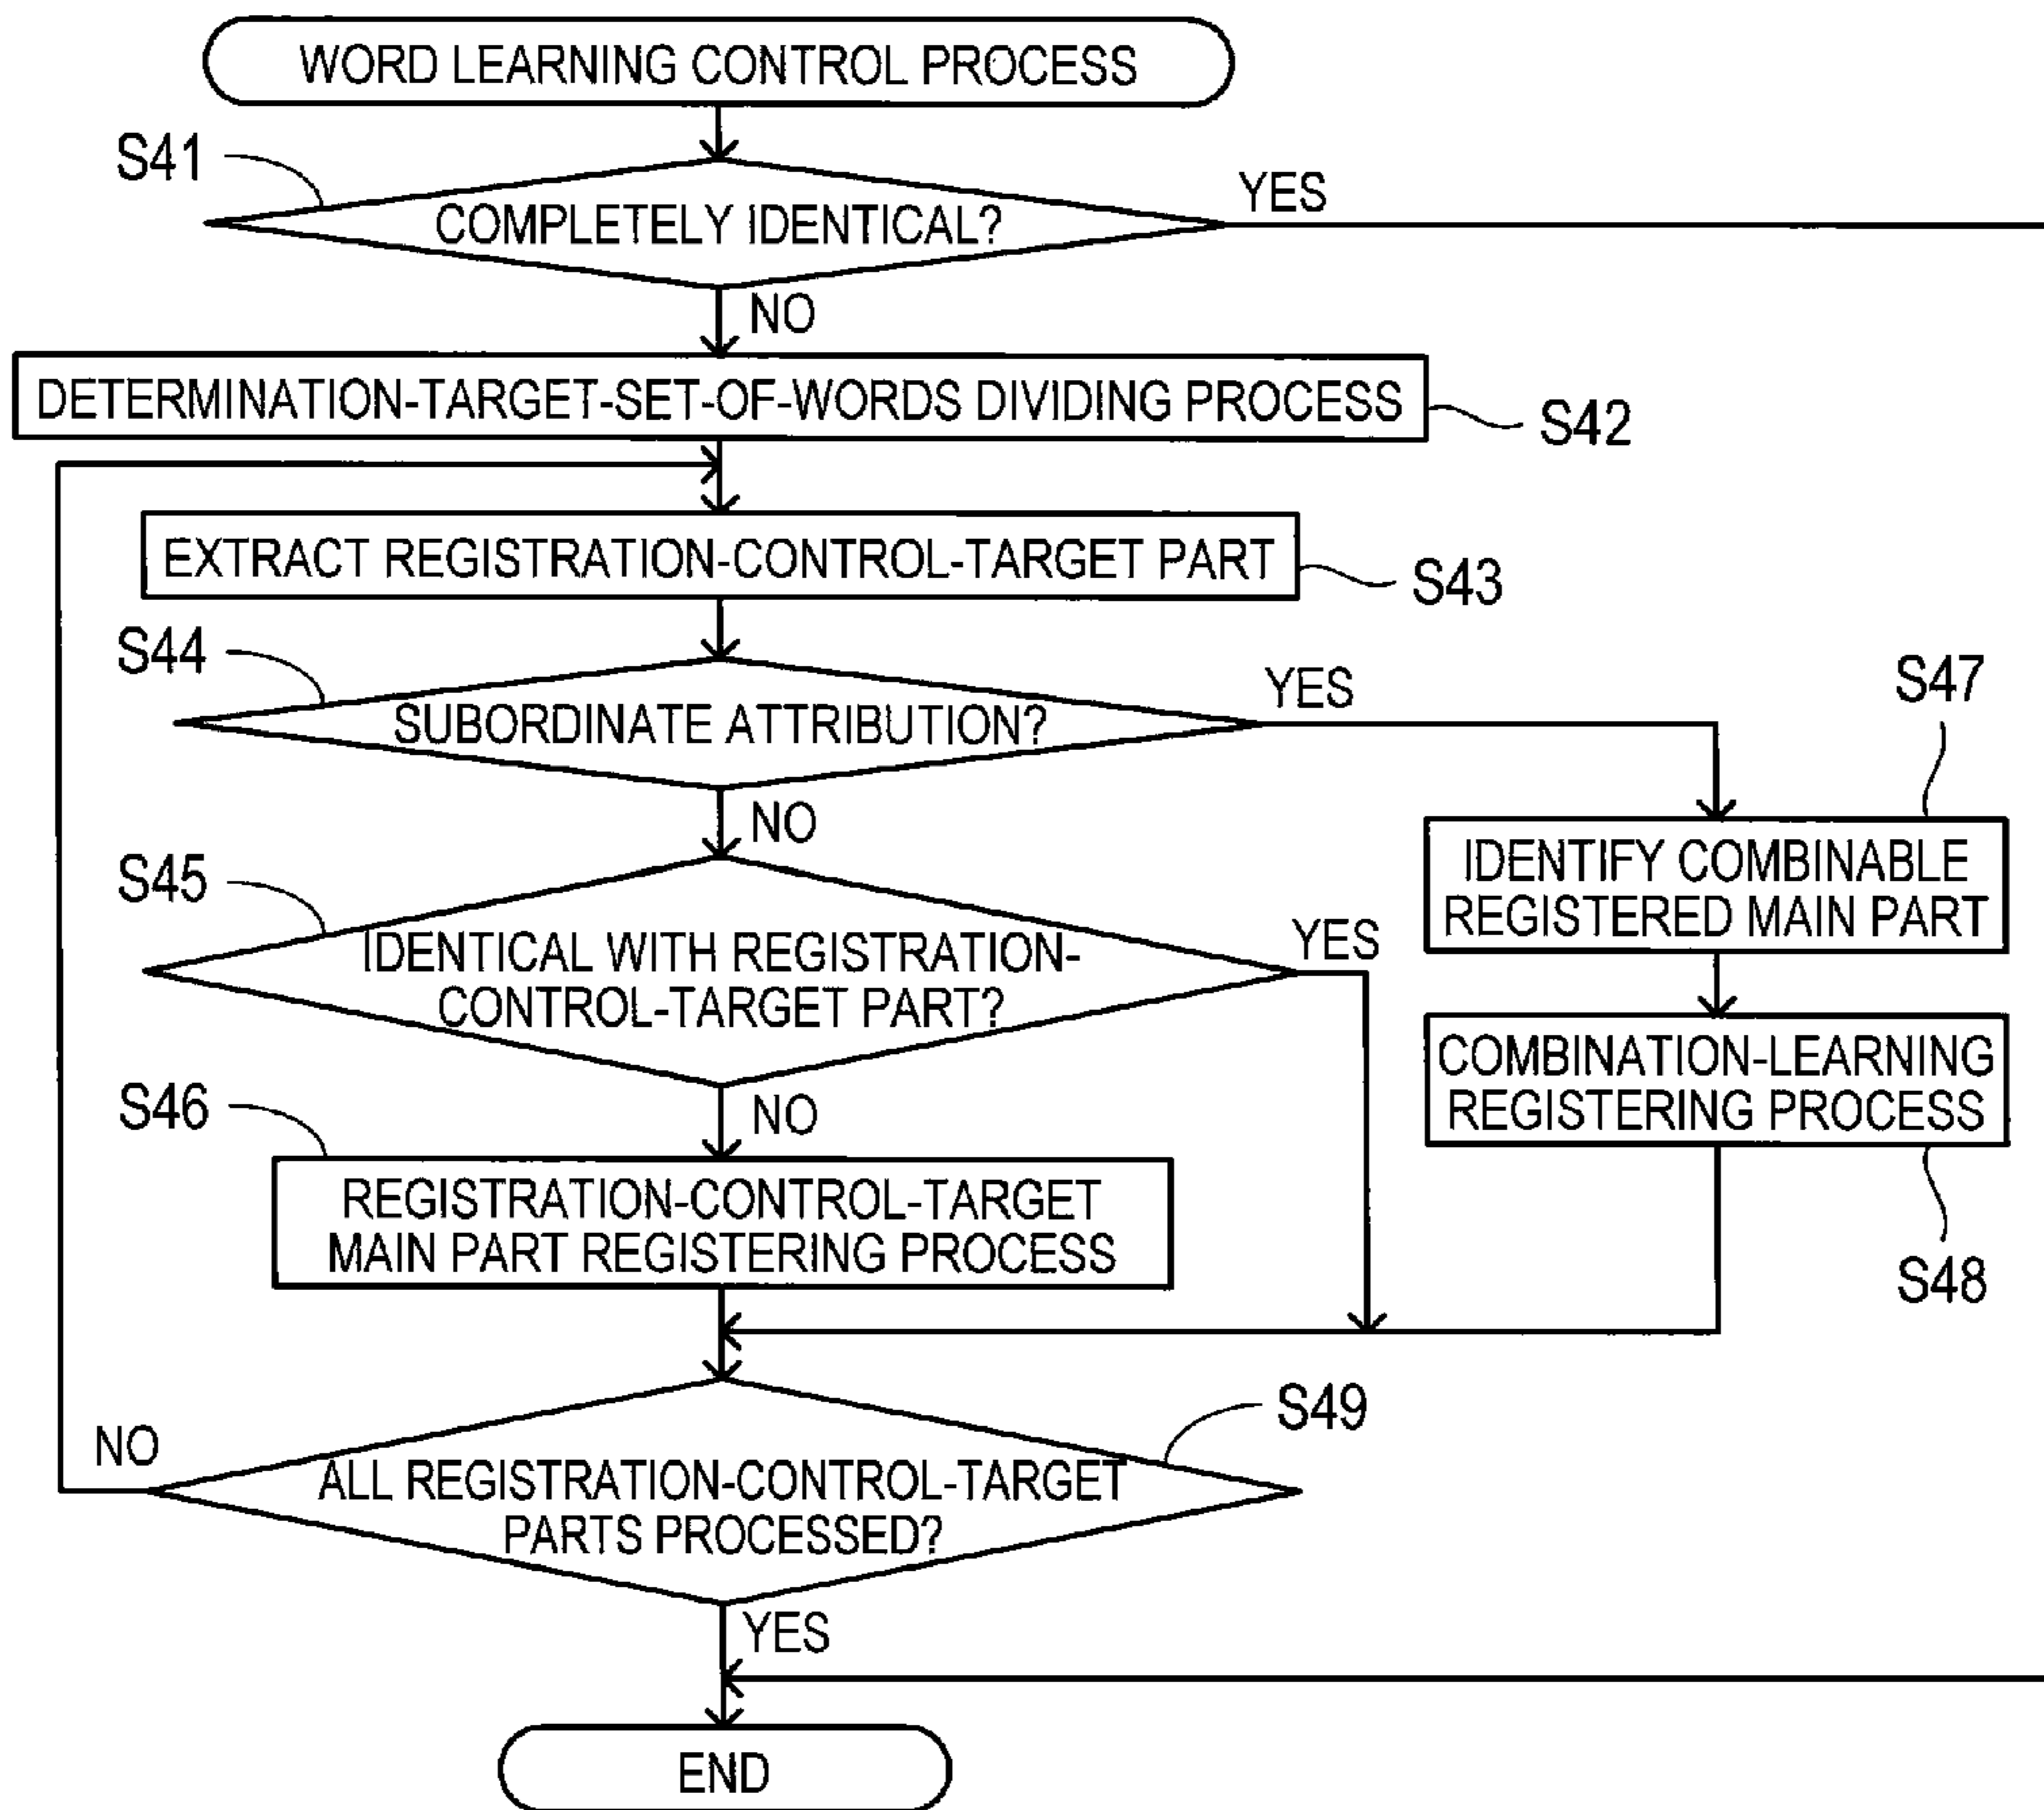 WORD LEARNING CONTROL PROCESS
S41
COMPLETELY IDENTICAL?
YES
NO
DETERMINATION-TARGET-SET-OF-WORDS DIVIDING PROCESS
S42
EXTRACT REGISTRATION-CONTROL-TARGET PART
S43
S44
SUBORDINATE ATTRIBUTION?
YES
NO
S47
IDENTIFY COMBINABLE
REGISTERED MAIN PART
S45
IDENTICAL WITH REGISTRATION-
CONTROL-TARGET PART?
YES
NO
COMBINATION-LEARNING
REGISTERING PROCESS
S48
S46
REGISTRATION-CONTROL-TARGET
MAIN PART REGISTERING PROCESS
S49
ALL REGISTRATION-CONTROL-TARGET
PARTS PROCESSED?
NO
YES
END